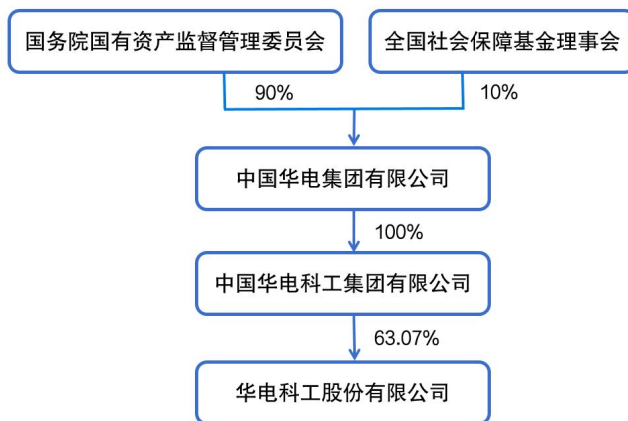 国务院国有资产监督管理委员会
全国社会保障基金理事会
90%
10%
中国华电集团有限公司
100%
中国华电科工集团有限公司
63.07%
华电科工股份有限公司